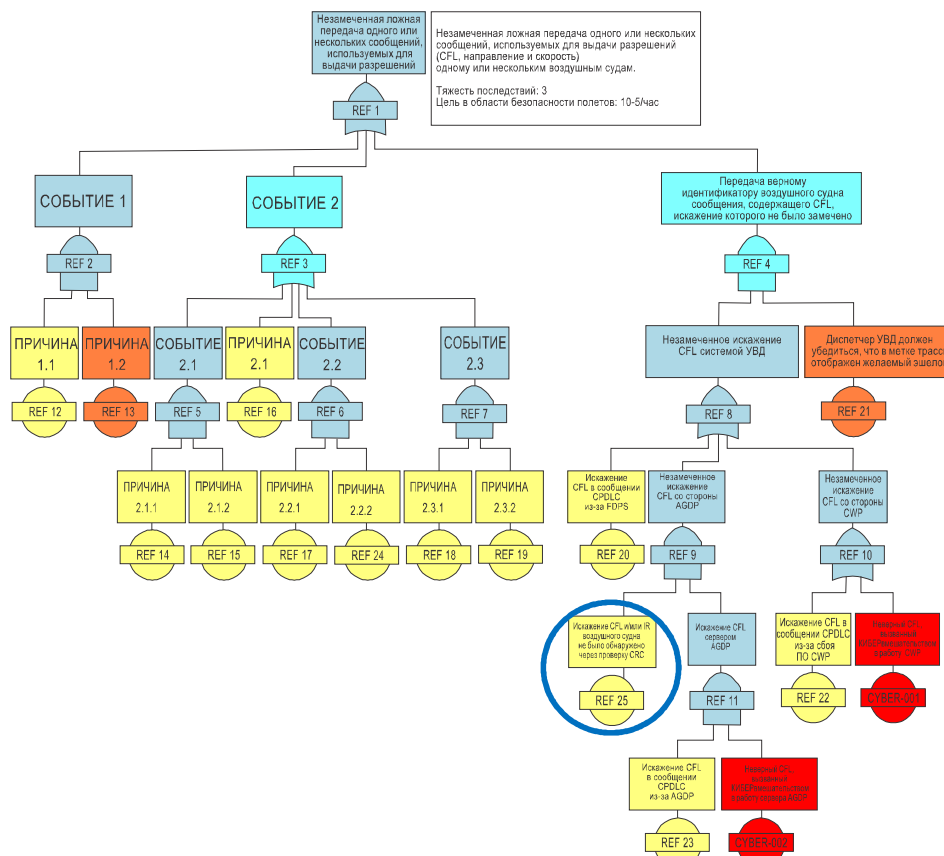 Незамеченная ложная
передача одного или
нескольких сообщений,
используемых для
выдачи разрешений
Незамеченная ложная передача одного или нескольких
сообщений, используемых для выдачи разрешений
(CFL, направление и скорость)
одному или нескольким воздушным судам.
Тяжесть последствий: 3
Цель в области безопасности полетов: 10-5/час
REF 1
СОБЫТИЕ 1
СОБЫТИЕ 2
Передача верному
идентификатору воздушного судна
сообщения, содержащего CFL,
искажение которого не было замечено
REF 2
REF 3
REF 4
ПРИЧИНА
1.1
ПРИЧИНА
1.2
СОБЫТИЕ
2.1
ПРИЧИНА
2.1
СОБЫТИЕ
2.2
СОБЫТИЕ
2.3
Незамеченное искажение
CFL системой УВД
Диспетчер УВД должен
убедиться, что в метке трассы
отображен желаемый эшелон
REF 12
REF 13
REF 5
REF 16
REF 6
REF 7
REF 8
REF 21
ПРИЧИНА
2.1.1
ПРИЧИНА
2.1.2
ПРИЧИНА
2.2.1
ПРИЧИНА
2.2.2
ПРИЧИНА
2.3.1
ПРИЧИНА
2.3.2
Искажение
CFL в сообщении
CPDLC
из-за FDPS
Незамеченное
искажение
CFL со стороны
AGDP
Незамеченное
искажение
CFL со стороны
CWP
REF 14
REF 15
REF 17
REF 24
REF 18
REF 19
REF 20
REF 9
REF 10
Искажение CFL и/или IR
воздушного судна
не было обнаружено
через проверку CRC
Искажение CFL
сервером
AGDP
Искажение CFL в
сообщении CPDLC
из-за сбоя
ПО CWP
CFL,
КИБЕРвмешательством
в работу CWP
REF 25
REF 11
REF 22
CYBER-001
Искажение CFL
в сообщении
CPDLC
из-за AGDP
CFL,
КИБЕРвмешательством
в работу сервера AGDP
REF 23
CYBER-002